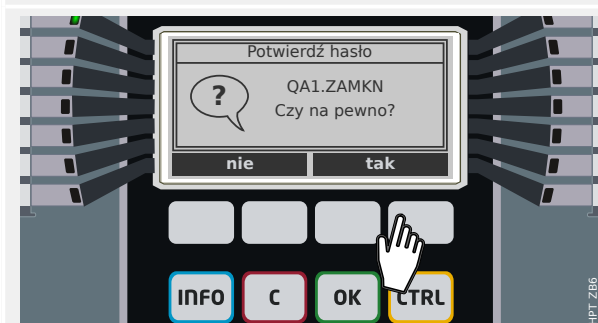 Potwierdź hasło
?
QA1.ZAMKN
Czy na pewno?
nie tak
INFO C OK CTRL
HPT ZB6